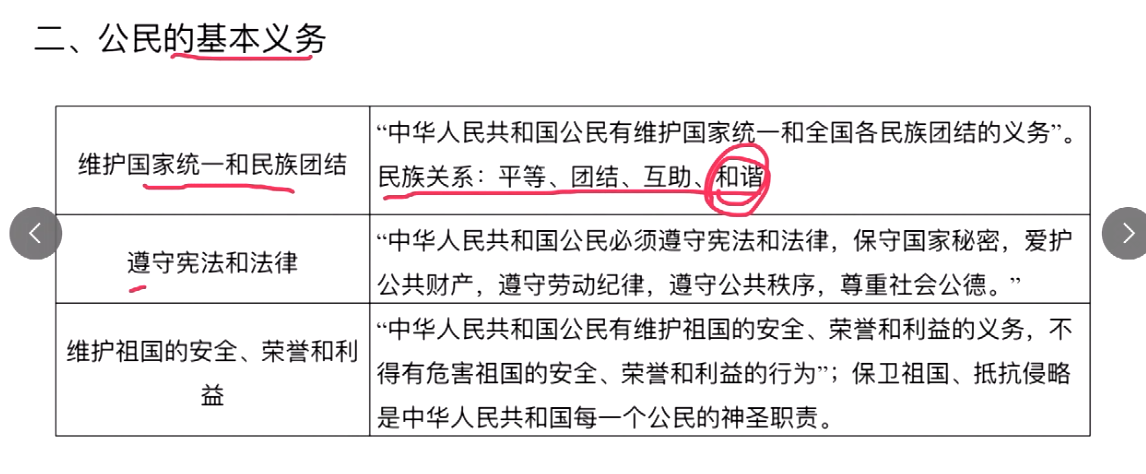 二、公民的基本义务
维护国家统一和民族团结
“中华人民共和国公民有维护国家统一和全国各民族团结的义务”。
民族关系：平等、团结、互助、和谐
遵守宪法和法律
“中华人民共和国公民必须遵守宪法和法律，保守国家秘密，爱护
公共财产，遵守劳动纪律，遵守公共秩序，尊重社会公德。”
维护祖国的安全、荣誉和利
益
“中华人民共和国公民有维护祖国的安全、荣誉和利益的义务，不
得有危害祖国的安全、荣誉和利益的行为”；保卫祖国、抵抗侵略
是中华人民共和国每一个公民的神圣职责。